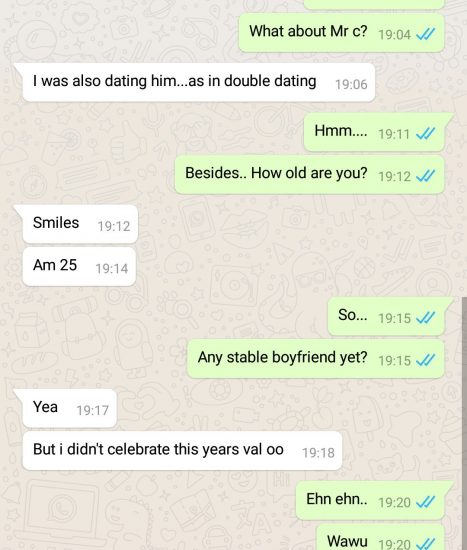 What about Mr c? 19:04
I was also dating him...as in double dating 19:06
Hmm.... 19:11
Besides.. How old are you? 19:12
Smiles 19:12
Am 25 19:14
So... 19:15
Any stable boyfriend yet? 19:15
Yea 19:17
But i didn't celebrate this years val oo 19:18
Ehn ehn.. 19:20
Wawu 19:20